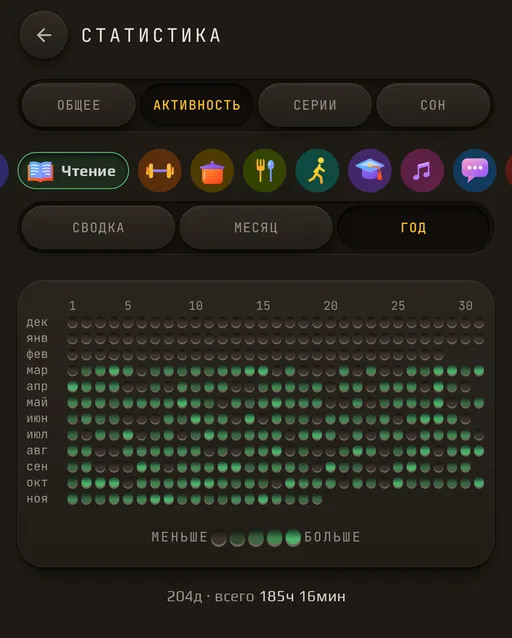 СТАТИСТИКА
ОБЩЕЕ АКТИВНОСТЬ СЕРИИ СОН
Чтение
СВОДКА МЕСЯЦ ГОД
1 5 10 15 20 25 30
дек
янв
фев
мар
апр
май
июн
июл
авг
сен
окт
ноя
МЕНЬШЕ БОЛЬШЕ
204д · всего 185ч 16мин